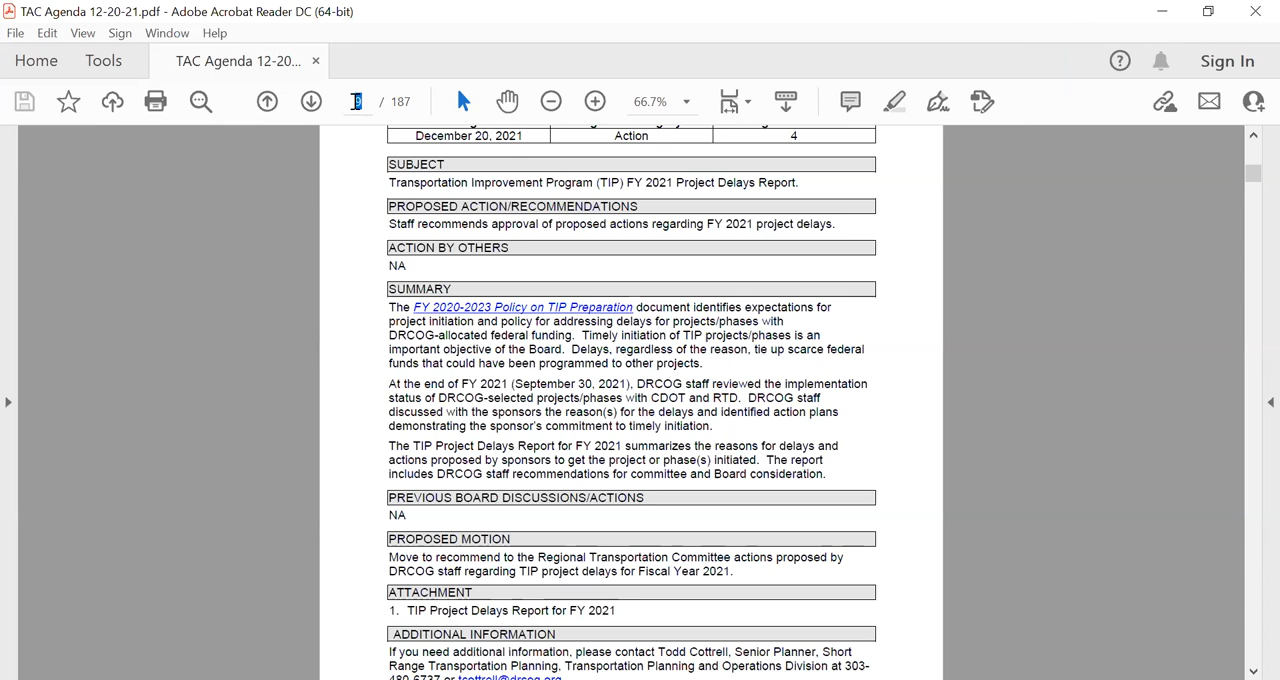 TAC Agenda 12-20-21.pdf - Adobe Acrobat Reader DC (64-bit)
File Edit View Sign Window Help
Home Tools TAC Agenda 12-20... × Sign In
9 / 187 66.7%
December 20, 2021 Action 4
SUBJECT
Transportation Improvement Program (TIP) FY 2021 Project Delays Report.
PROPOSED ACTION/RECOMMENDATIONS
Staff recommends approval of proposed actions regarding FY 2021 project delays.
ACTION BY OTHERS
NA
SUMMARY
The FY 2020-2023 Policy on TIP Preparation document identifies expectations for
project initiation and policy for addressing delays for projects/phases with
DRCOG-allocated federal funding. Timely initiation of TIP projects/phases is an
important objective of the Board. Delays, regardless of the reason, tie up scarce federal
funds that could have been programmed to other projects.
At the end of FY 2021 (September 30, 2021), DRCOG staff reviewed the implementation
status of DRCOG-selected projects/phases with CDOT and RTD. DRCOG staff
discussed with the sponsors the reason(s) for the delays and identified action plans
demonstrating the sponsor's commitment to timely initiation.
The TIP Project Delays Report for FY 2021 summarizes the reasons for delays and
actions proposed by sponsors to get the project or phase(s) initiated. The report
includes DRCOG staff recommendations for committee and Board consideration.
PREVIOUS BOARD DISCUSSIONS/ACTIONS
NA
PROPOSED MOTION
Move to recommend to the Regional Transportation Committee actions proposed by
DRCOG staff regarding TIP project delays for Fiscal Year 2021.
ATTACHMENT
1. TIP Project Delays Report for FY 2021
ADDITIONAL INFORMATION
If you need additional information, please contact Todd Cottrell, Senior Planner, Short
Range Transportation Planning, Transportation Planning and Operations Division at 303-
480-6737 or tcottrell@drcog.org